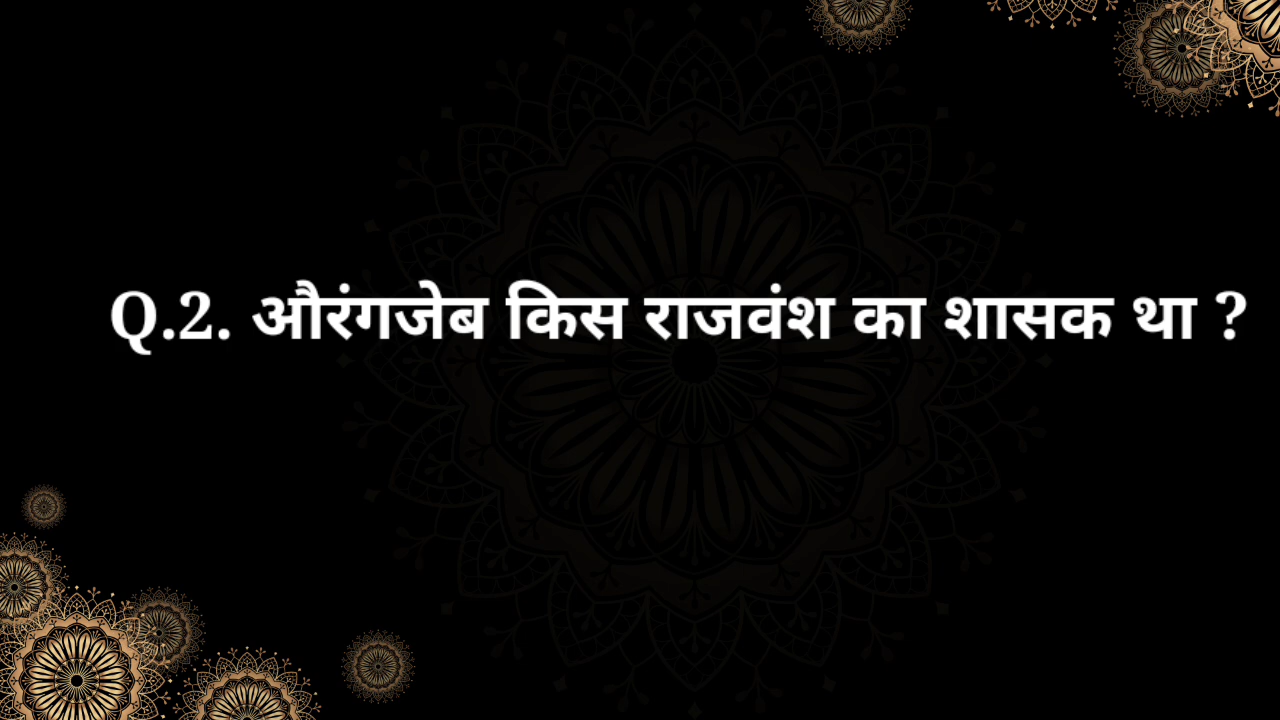 Q.2. औरंगजेब किस राजवंश का शासक था ?